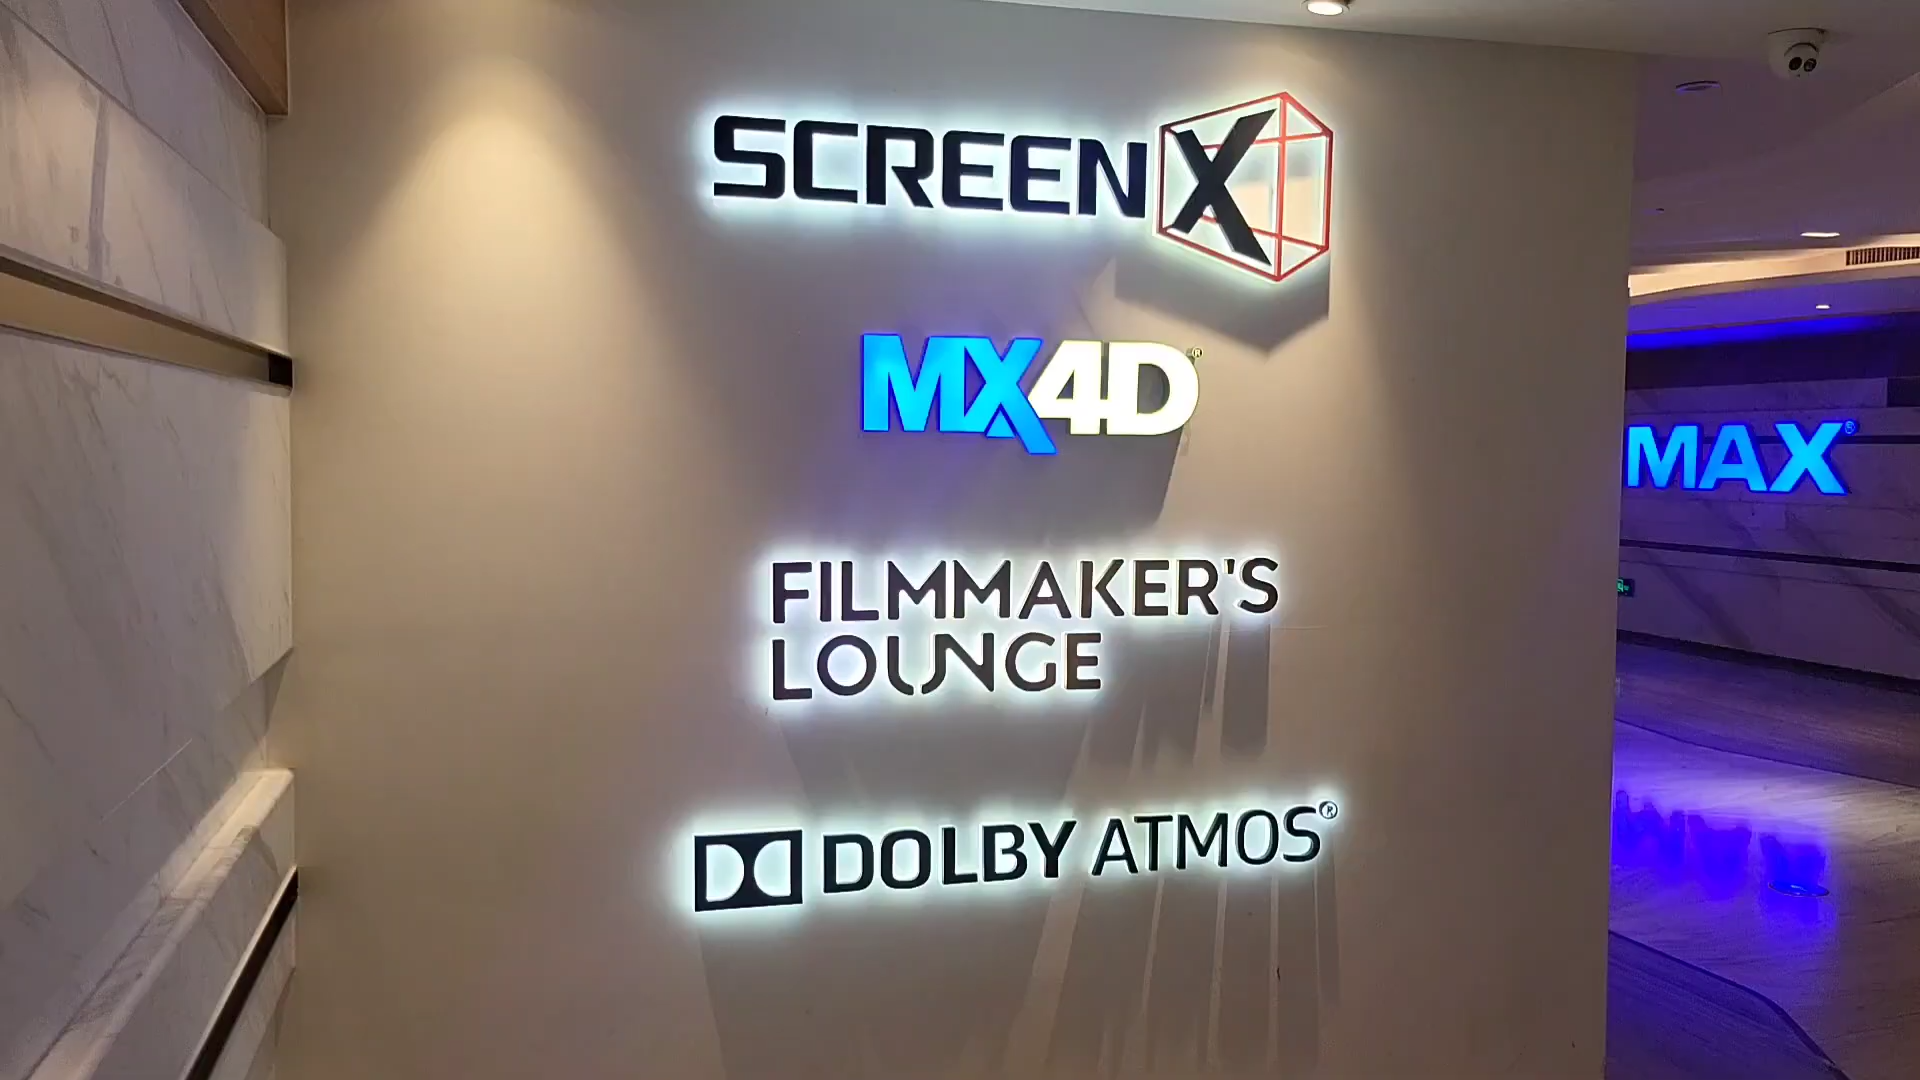 SCREENX
MX4D®
FILMMAKER'S
LOUNGE
DOLBY ATMOS®
MAX®